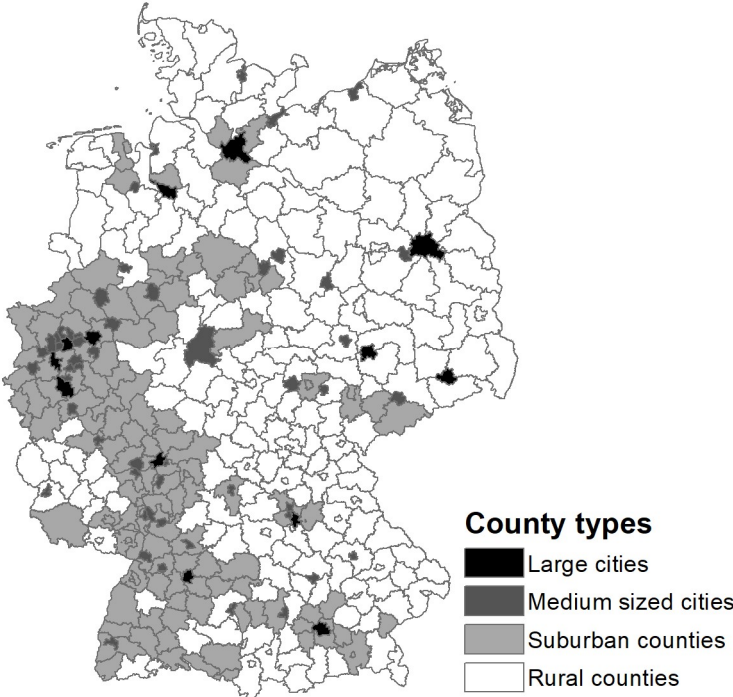 County types
Large cities
Medium sized cities
Suburban counties
Rural counties